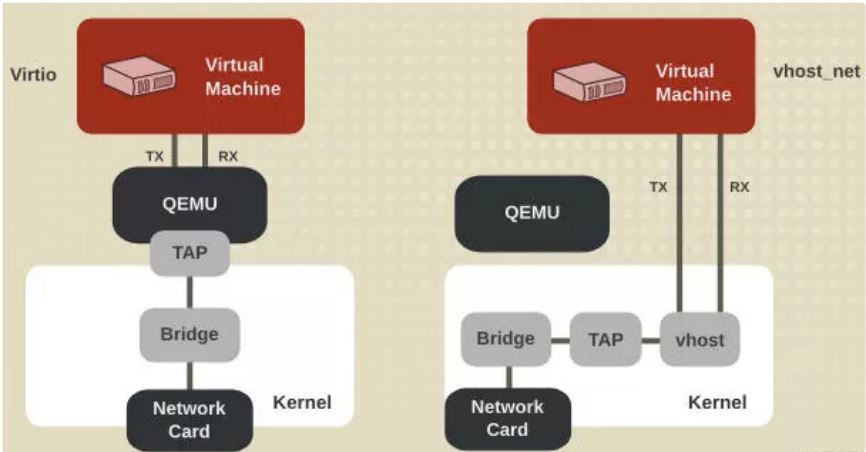 Virtio
Virtual
Machine
TX
RX
QEMU
TAP
Bridge
Network
Card
Kernel
vhost_net
Virtual
Machine
TX
RX
QEMU
Bridge
TAP
vhost
Network
Card
Kernel